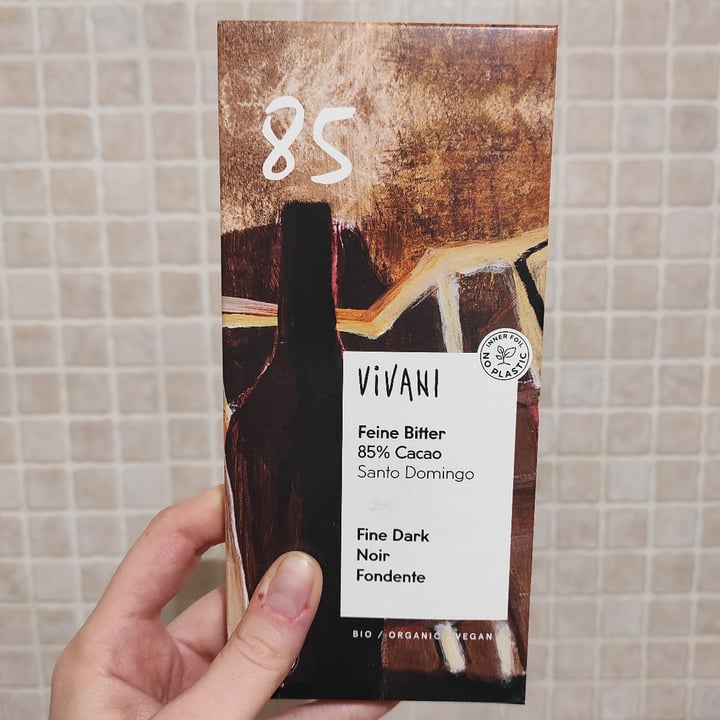 85
INNER FOIL
NO PLASTIC
ViVANI
Feine Bitter
85% Cacao
Santo Domingo
Fine Dark
Noir
Fondente
BIO / ORGANIC / VEGAN